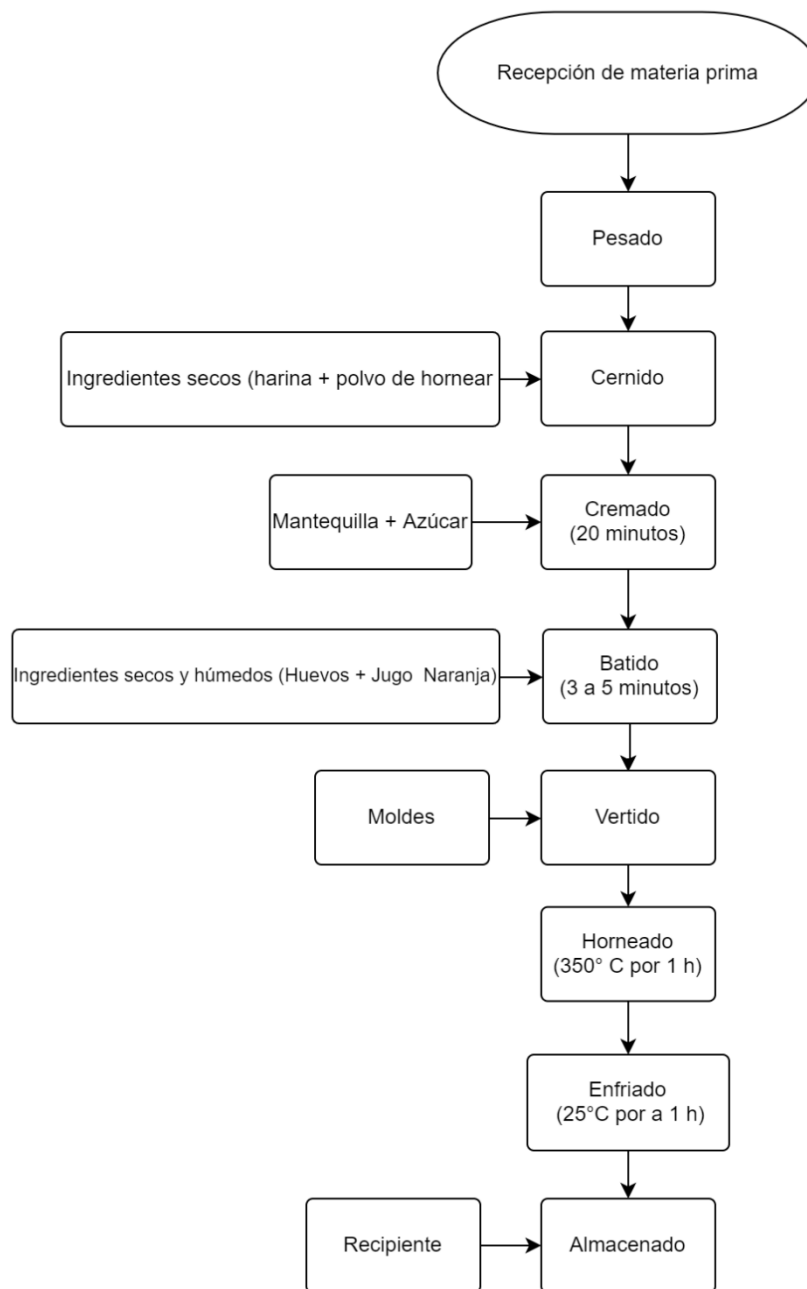 Recepción de materia prima
Pesado
Ingredientes secos (harina + polvo de hornear
Cernido
Mantequilla + Azúcar
Cremado
(20 minutos)
Ingredientes secos y húmedos (Huevos + Jugo Naranja)
Batido
(3 a 5 minutos)
Moldes
Vertido
Horneado
(350° C por 1 h)
Enfriado
(25°C por a 1 h)
Recipiente
Almacenado